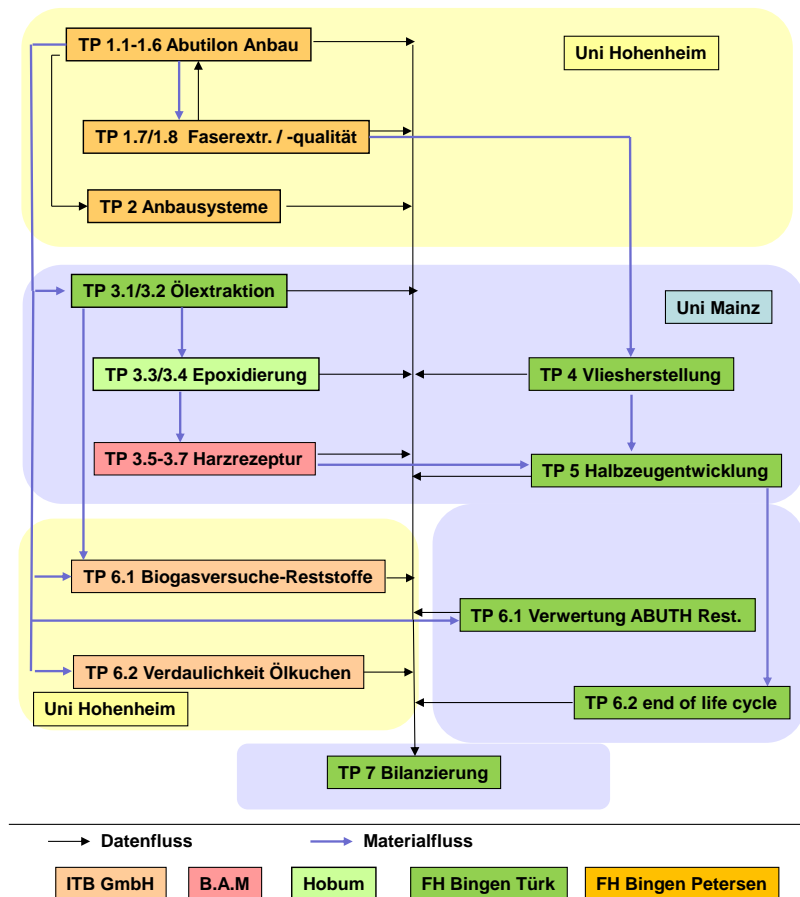 TP 1.1-1.6 Abutilon Anbau
Uni Hohenheim
TP 1.7/1.8 Faserextr. / -qualität
TP 2 Anbausysteme
TP 3.1/3.2 Ölextraktion
Uni Mainz
TP 3.3/3.4 Epoxidierung
TP 4 Vliesherstellung
TP 3.5-3.7 Harzrezeptur
TP 5 Halbzeugentwicklung
TP 6.1 Biogasversuche-Reststoffe
TP 6.1 Verwertung ABUTH Rest.
TP 6.2 Verdaulichkeit Ölkuchen
TP 6.2 end of life cycle
Uni Hohenheim
TP 7 Bilanzierung
Datenfluss
Materialfluss
ITB GmbH
B.A.M
Hobum
FH Bingen Türk
FH Bingen Petersen